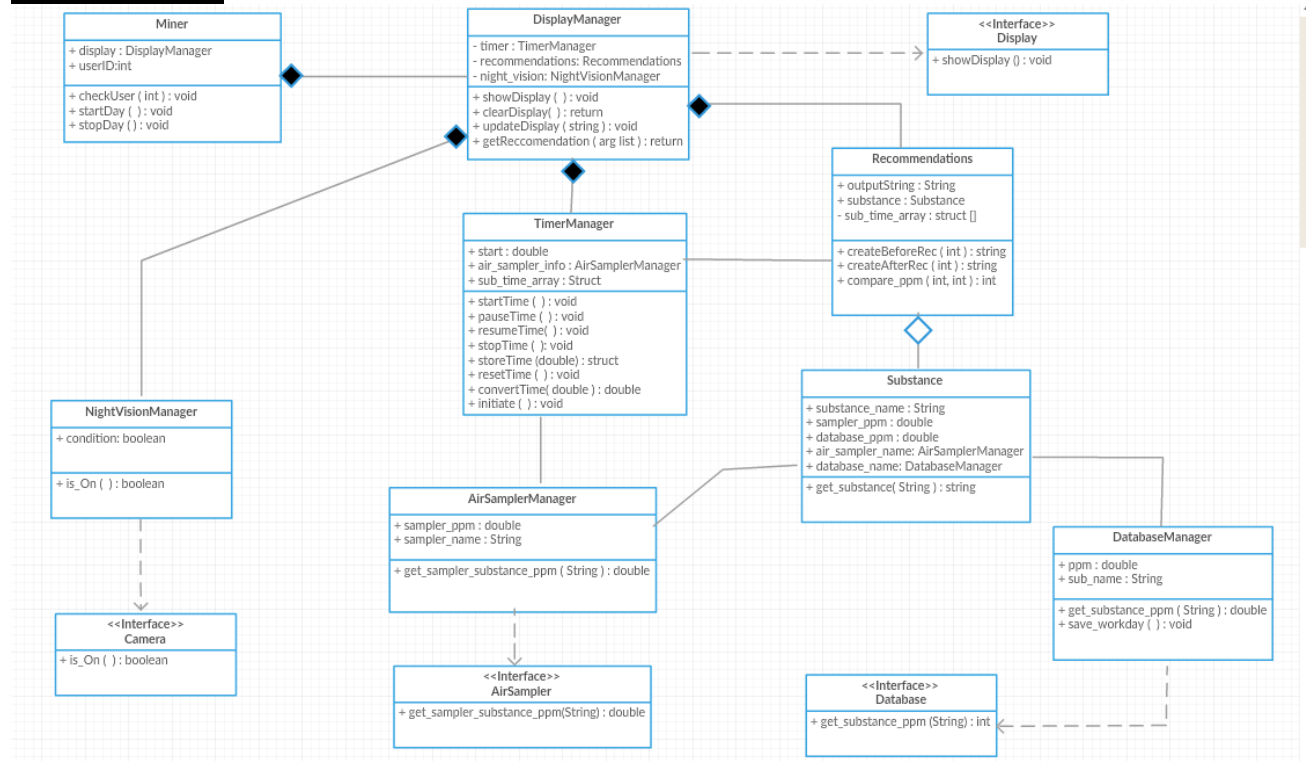 Miner
+ display : DisplayManager
+ userID:int
+ checkUser ( int ) : void
+ startDay ( ) : void
+ stopDay ( ) : void
DisplayManager
- timer : TimerManager
- recommendations: Recommendations
- night_vision: NightVisionManager
+ showDisplay ( ) : void
+ clearDisplay( ) : return
+ updateDisplay ( string ) : void
+ getReccomendation ( arg list ) : return
<<Interface>>
Display
+ showDisplay () : void
Recommendations
+ outputString : String
+ substance : Substance
- sub_time_array : struct []
+ createBeforeRec ( int ) : string
+ createAfterRec ( int ) : string
+ compare_ppm ( int, int ) : int
TimerManager
+ start : double
+ air_sampler_info : AirSamplerManager
+ sub_time_array : Struct
+ startTime ( ) : void
+ pauseTime ( ) : void
+ resumeTime( ) : void
+ stopTime ( ): void
+ storeTime (double) : struct
+ resetTime ( ) : void
+ convertTime( double ) : double
+ initiate ( ) : void
Substance
+ substance_name : String
+ sampler_ppm : double
+ database_ppm : double
+ air_sampler_name: AirSamplerManager
+ database_name: DatabaseManager
+ get_substance( String ) : string
NightVisionManager
+ condition: boolean
+ is_On ( ) : boolean
AirSamplerManager
+ sampler_ppm : double
+ sampler_name : String
+ get_sampler_substance_ppm ( String ) : double
DatabaseManager
+ ppm : double
+ sub_name : String
+ get_substance_ppm ( String ) : double
+ save_workday ( ) : void
<<Interface>>
Camera
+ is_On ( ) : boolean
<<Interface>>
AirSampler
+ get_sampler_substance_ppm(String) : double
<<Interface>>
Database
+ get_substance_ppm (String) : int